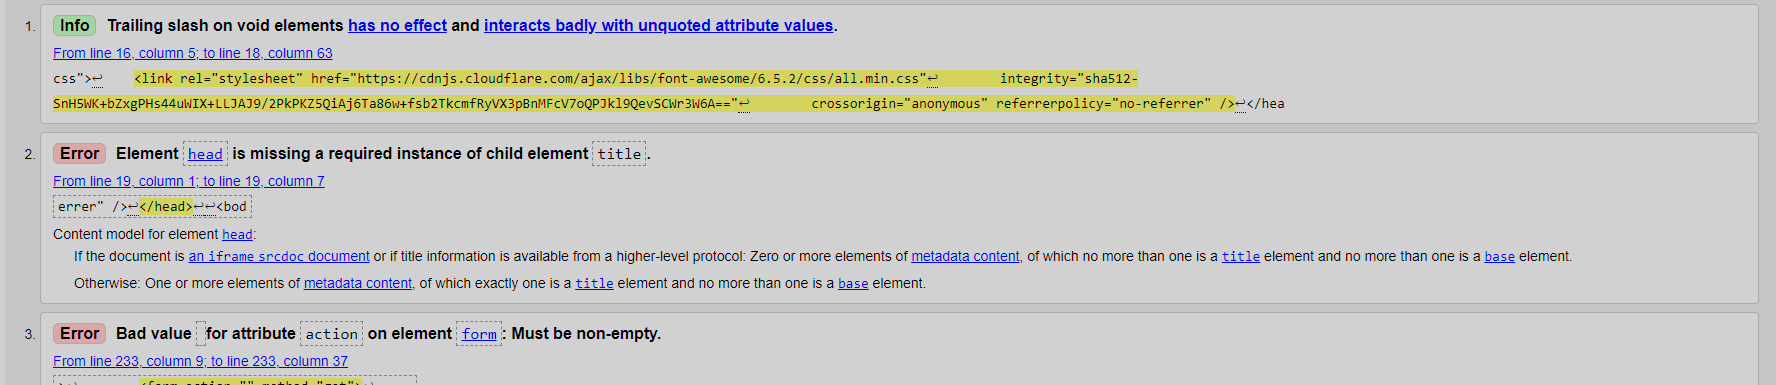 1. Info Trailing slash on void elements has no effect and interacts badly with unquoted attribute values.
From line 16, column 5; to line 18, column 63
css">↩    <link rel="stylesheet" href="https://cdnjs.cloudflare.com/ajax/libs/font-awesome/6.5.2/css/all.min.css"↩        integrity="sha512-
SnH5WK+bZxgPHs44uWIX+LLJAJ9/2PkPKZ5QiAj6Ta86w+fsb2TkcmfRyVX3pBnMFcV7oQPJkl9QevSCWr3W6A=="↩        crossorigin="anonymous" referrerpolicy="no-referrer" />↩</hea
2. Error Element head is missing a required instance of child element title.
From line 19, column 1; to line 19, column 7
errer" />↩</head>↩↩<bod
Content model for element head:
If the document is an iframe srcdoc document or if title information is available from a higher-level protocol: Zero or more elements of metadata content, of which no more than one is a title element and no more than one is a base element.
Otherwise: One or more elements of metadata content, of which exactly one is a title element and no more than one is a base element.
3. Error Bad value for attribute action on element form: Must be non-empty.
From line 233, column 9; to line 233, column 37
<form action="" method="get">